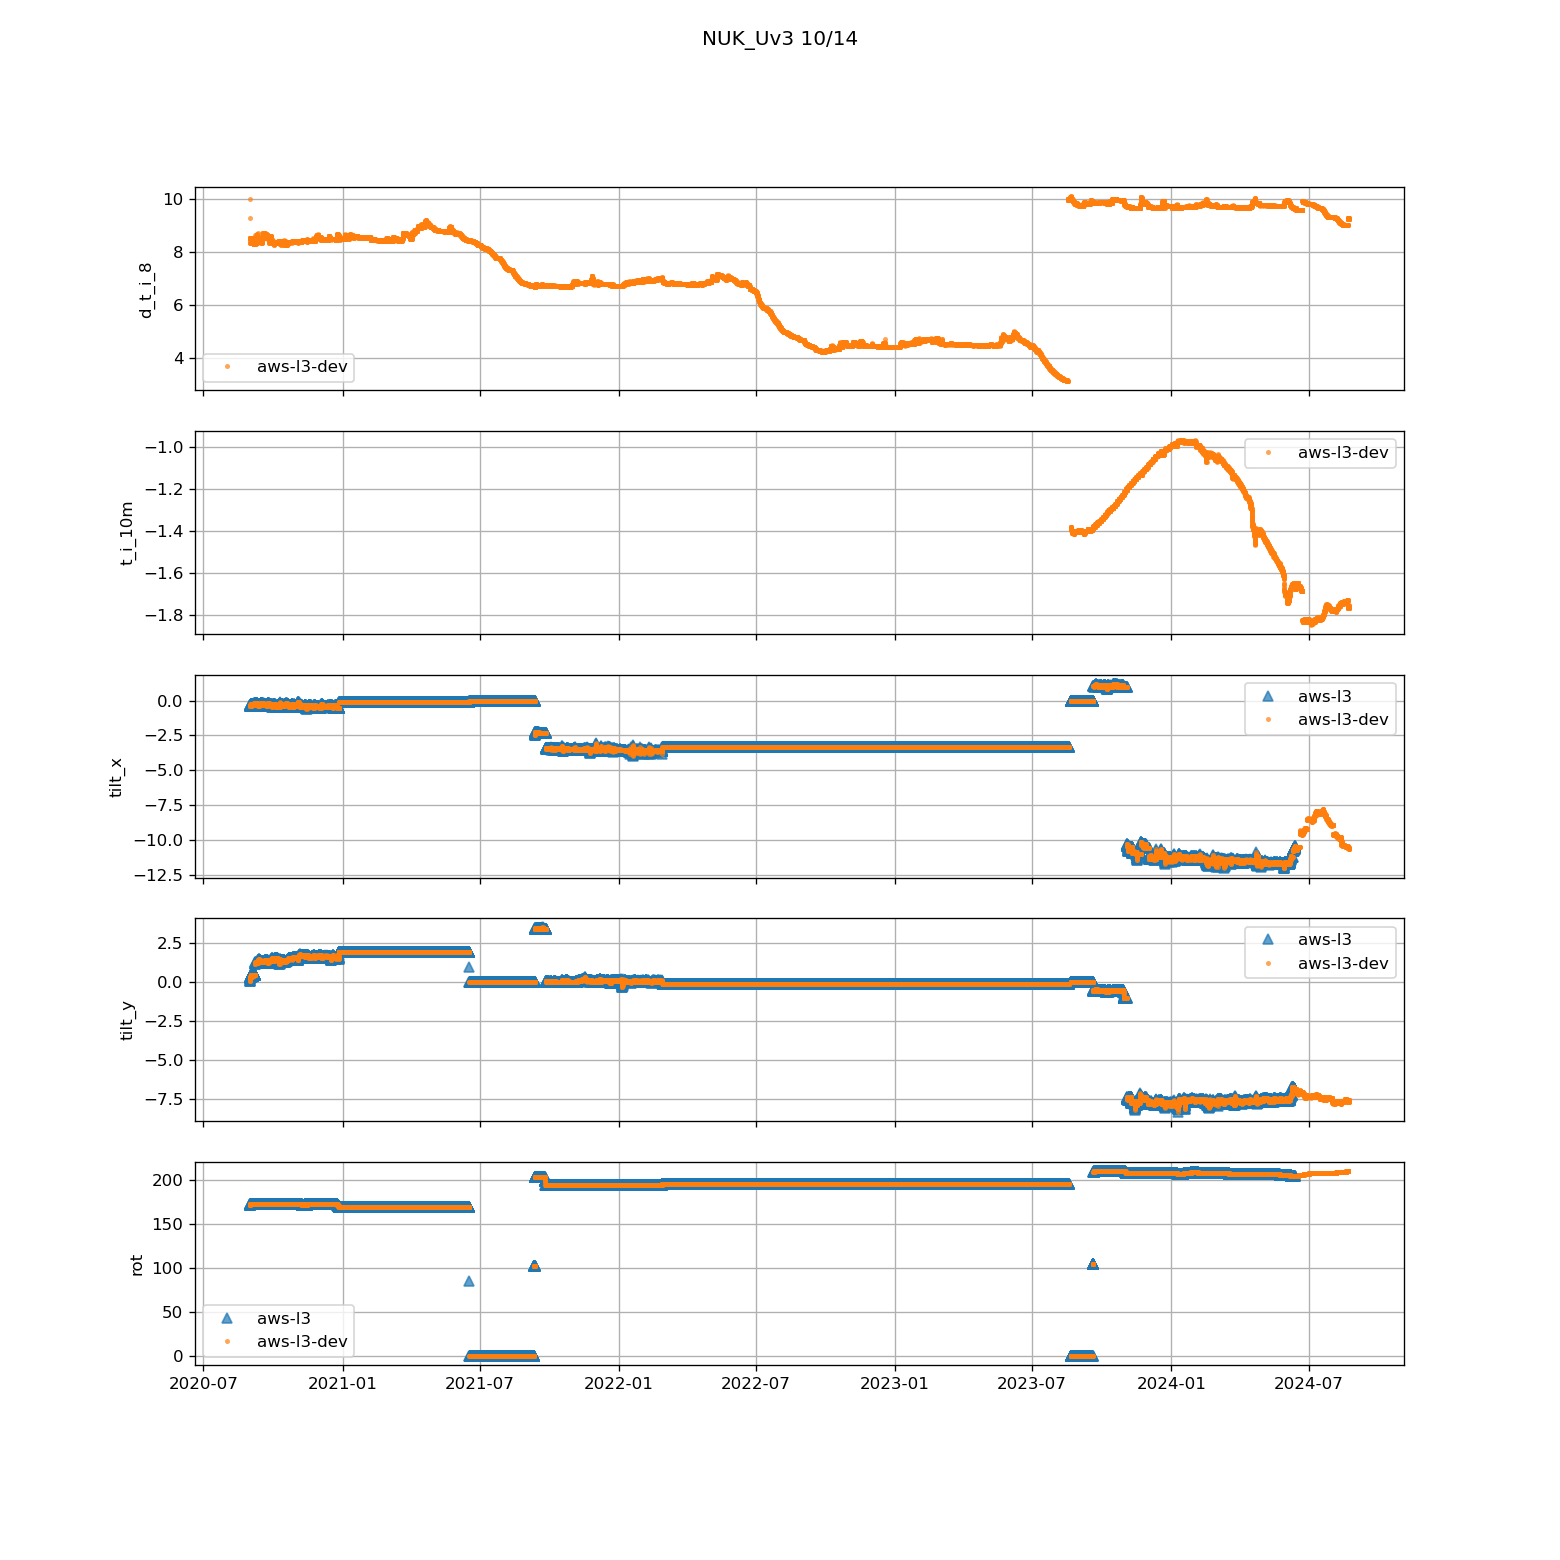 NUK_Uv3 10/14
10
8
6
4
d_t_i_8
aws-l3-dev
−1.0
−1.2
−1.4
−1.6
−1.8
t_i_10m
aws-l3-dev
0.0
−2.5
−5.0
−7.5
−10.0
−12.5
tilt_x
aws-l3
aws-l3-dev
2.5
0.0
−2.5
−5.0
−7.5
tilt_y
aws-l3
aws-l3-dev
200
150
100
50
0
rot
aws-l3
aws-l3-dev
2020-07 2021-01 2021-07 2022-01 2022-07 2023-01 2023-07 2024-01 2024-07